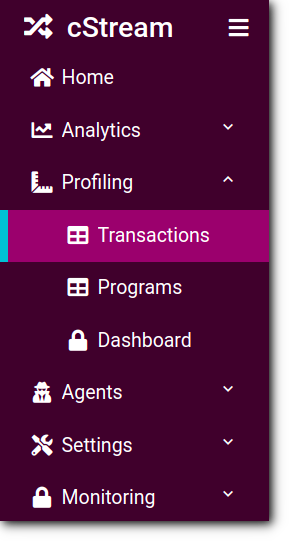 cStream
Home
Analytics
Profiling
Transactions
Programs
Dashboard
Agents
Settings
Monitoring